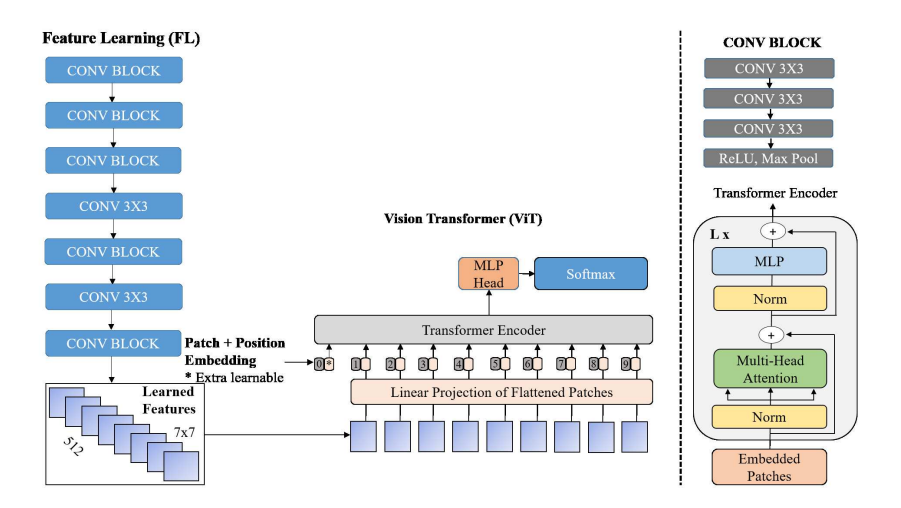 Feature Learning (FL)
CONV BLOCK
CONV BLOCK
CONV BLOCK
CONV 3X3
CONV BLOCK
CONV 3X3
CONV BLOCK
Learned
Features
512
7x7
Vision Transformer (ViT)
MLP
Head
Softmax
Transformer Encoder
Patch + Position
Embedding
* Extra learnable
0 * 1 2 3 4 5 6 7 8 9
Linear Projection of Flattened Patches
CONV BLOCK
CONV 3X3
CONV 3X3
CONV 3X3
ReLU, Max Pool
Transformer Encoder
L x
+
MLP
Norm
+
Multi-Head
Attention
Norm
Embedded
Patches